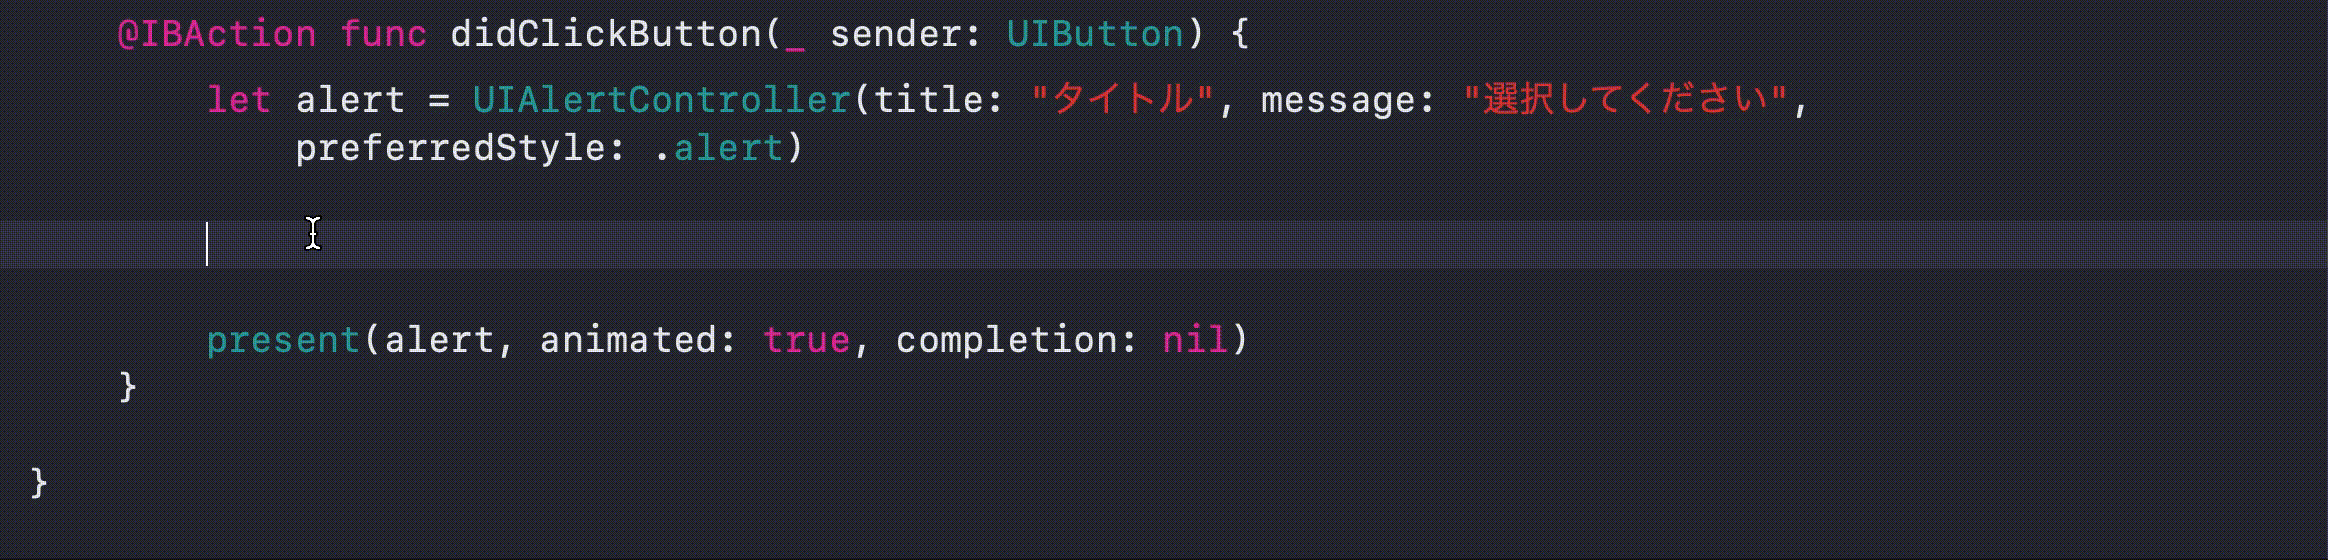 @IBAction func didClickButton(_ sender: UIButton) {
let alert = UIAlertController(title: "タイトル", message: "選択してください",
preferredStyle: .alert)
present(alert, animated: true, completion: nil)
}
}